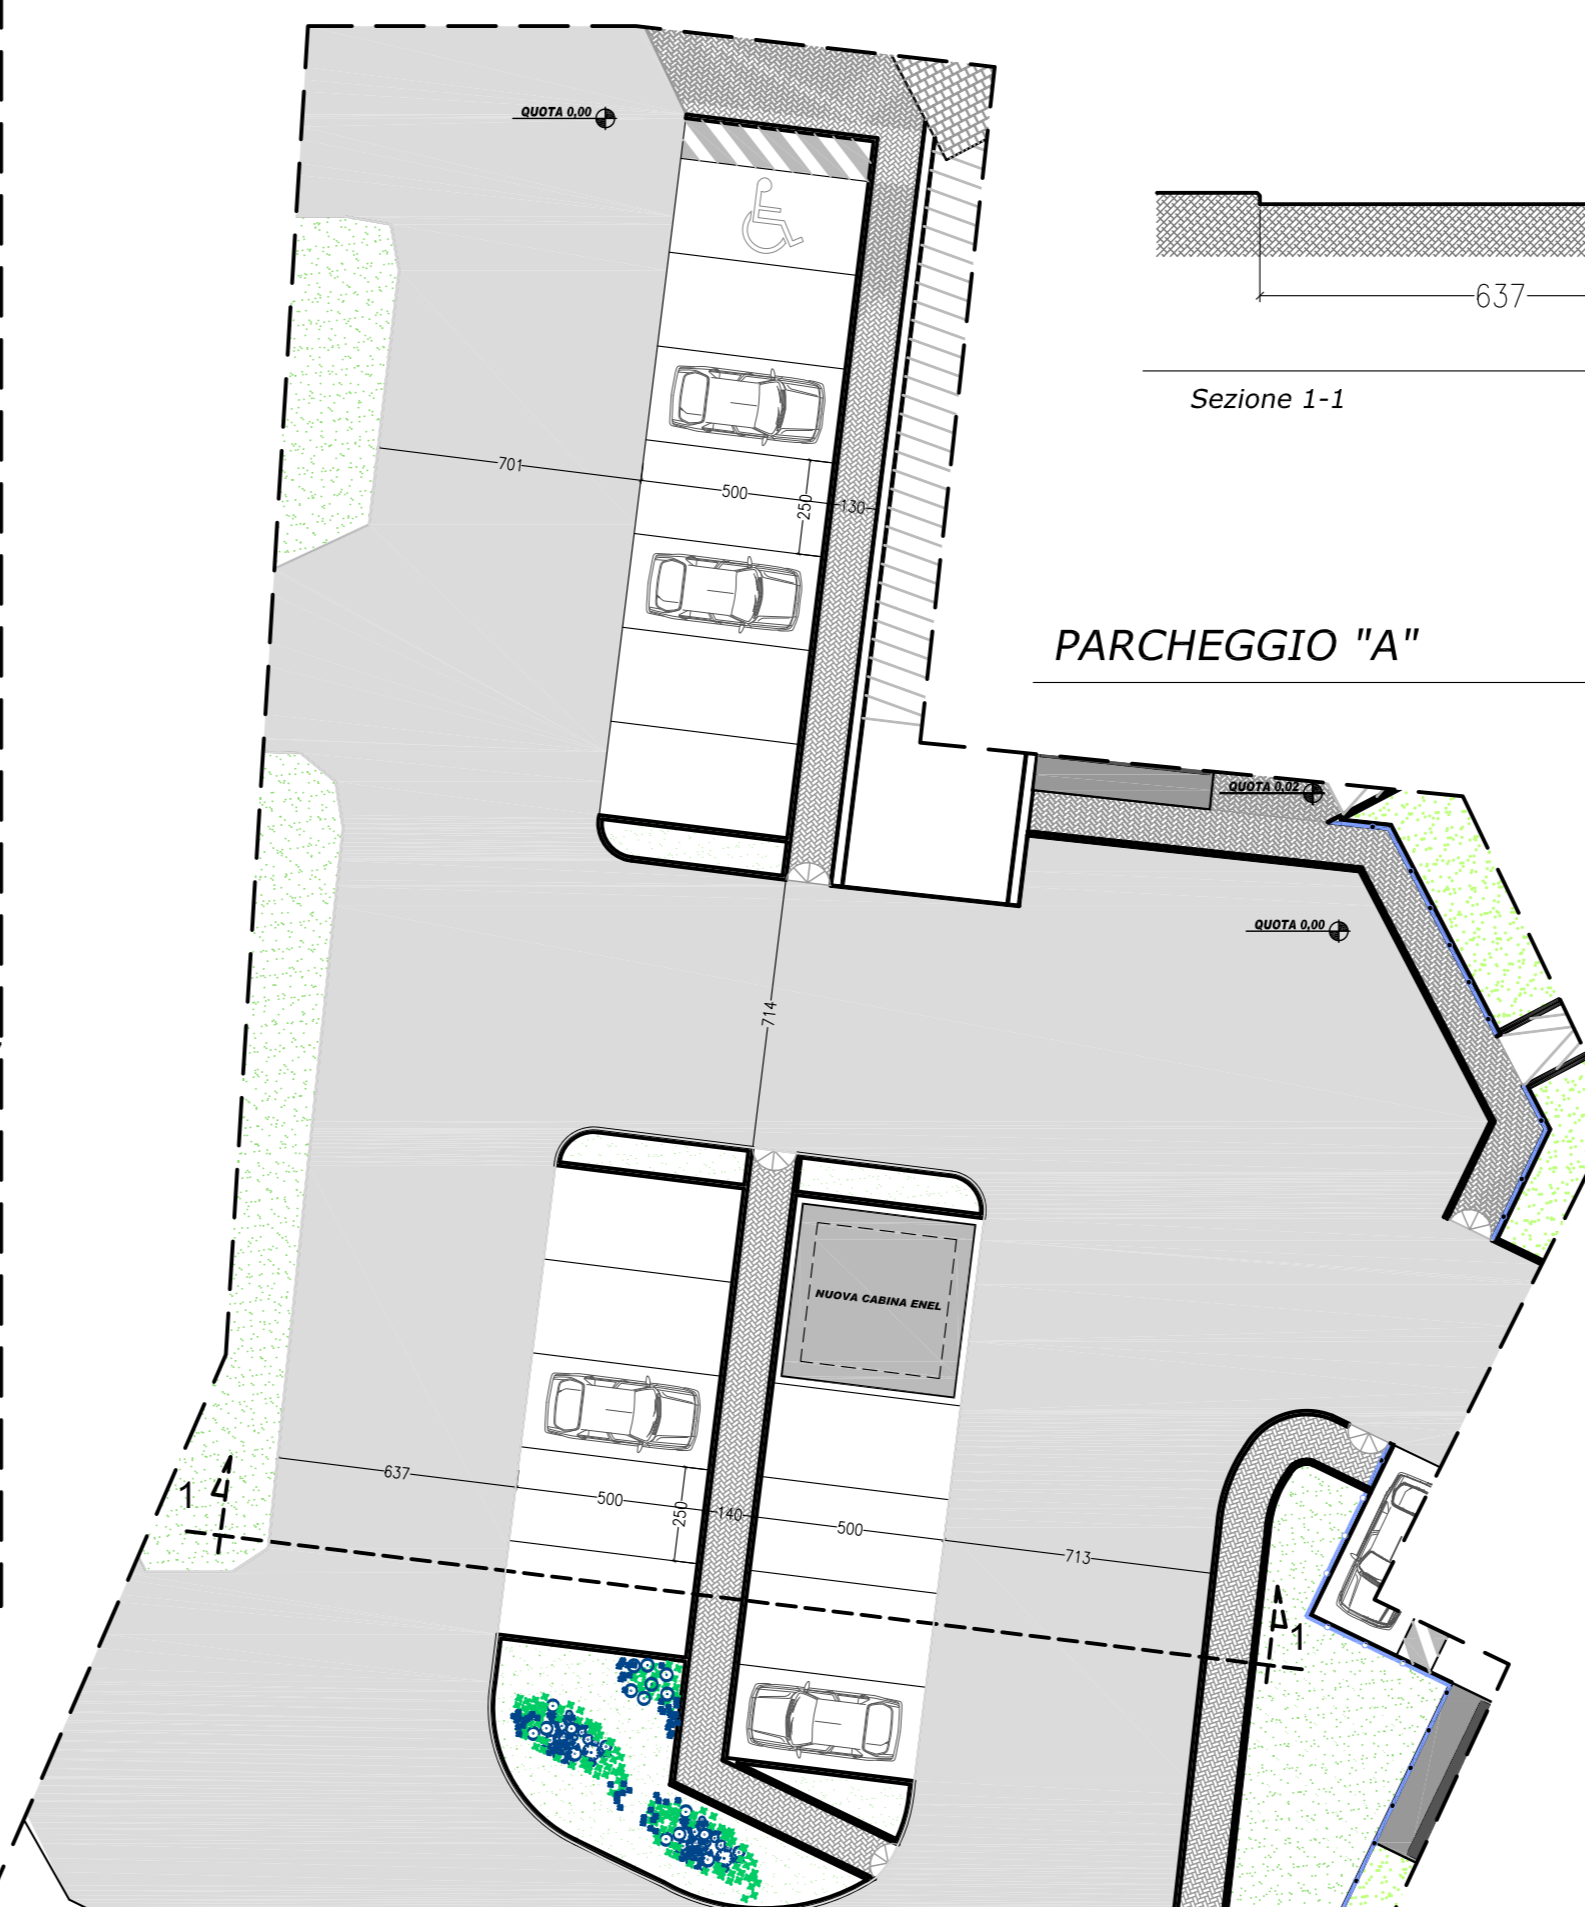 QUOTA 0,00
637
Sezione 1-1
701
500
250
130
PARCHEGGIO "A"
QUOTA 0,02
QUOTA 0,00
714
NUOVA CABINA ENEL
637
500
250
140
500
713
1
1